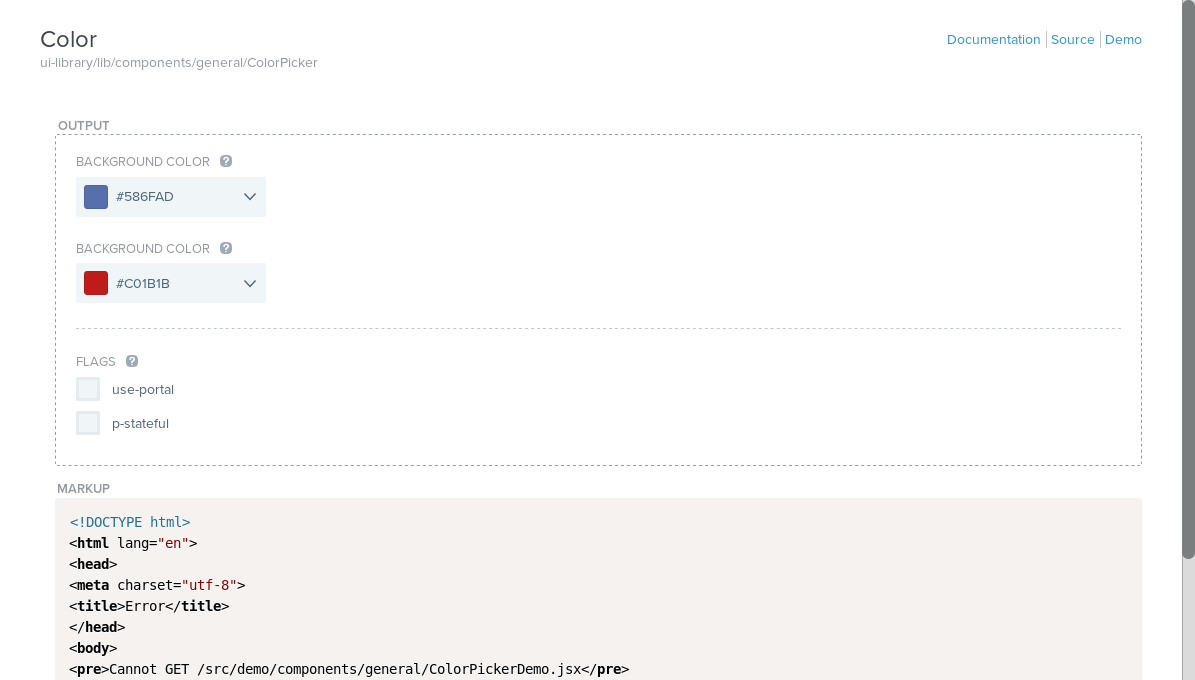 Color
Documentation Source Demo
ui-library/lib/components/general/ColorPicker
OUTPUT
BACKGROUND COLOR ?
#586FAD
BACKGROUND COLOR ?
#C01B1B
FLAGS ?
use-portal
p-stateful
MARKUP
<!DOCTYPE html>
<html lang="en">
<head>
<meta charset="utf-8">
<title>Error</title>
</head>
<body>
<pre>Cannot GET /src/demo/components/general/ColorPickerDemo.jsx</pre>